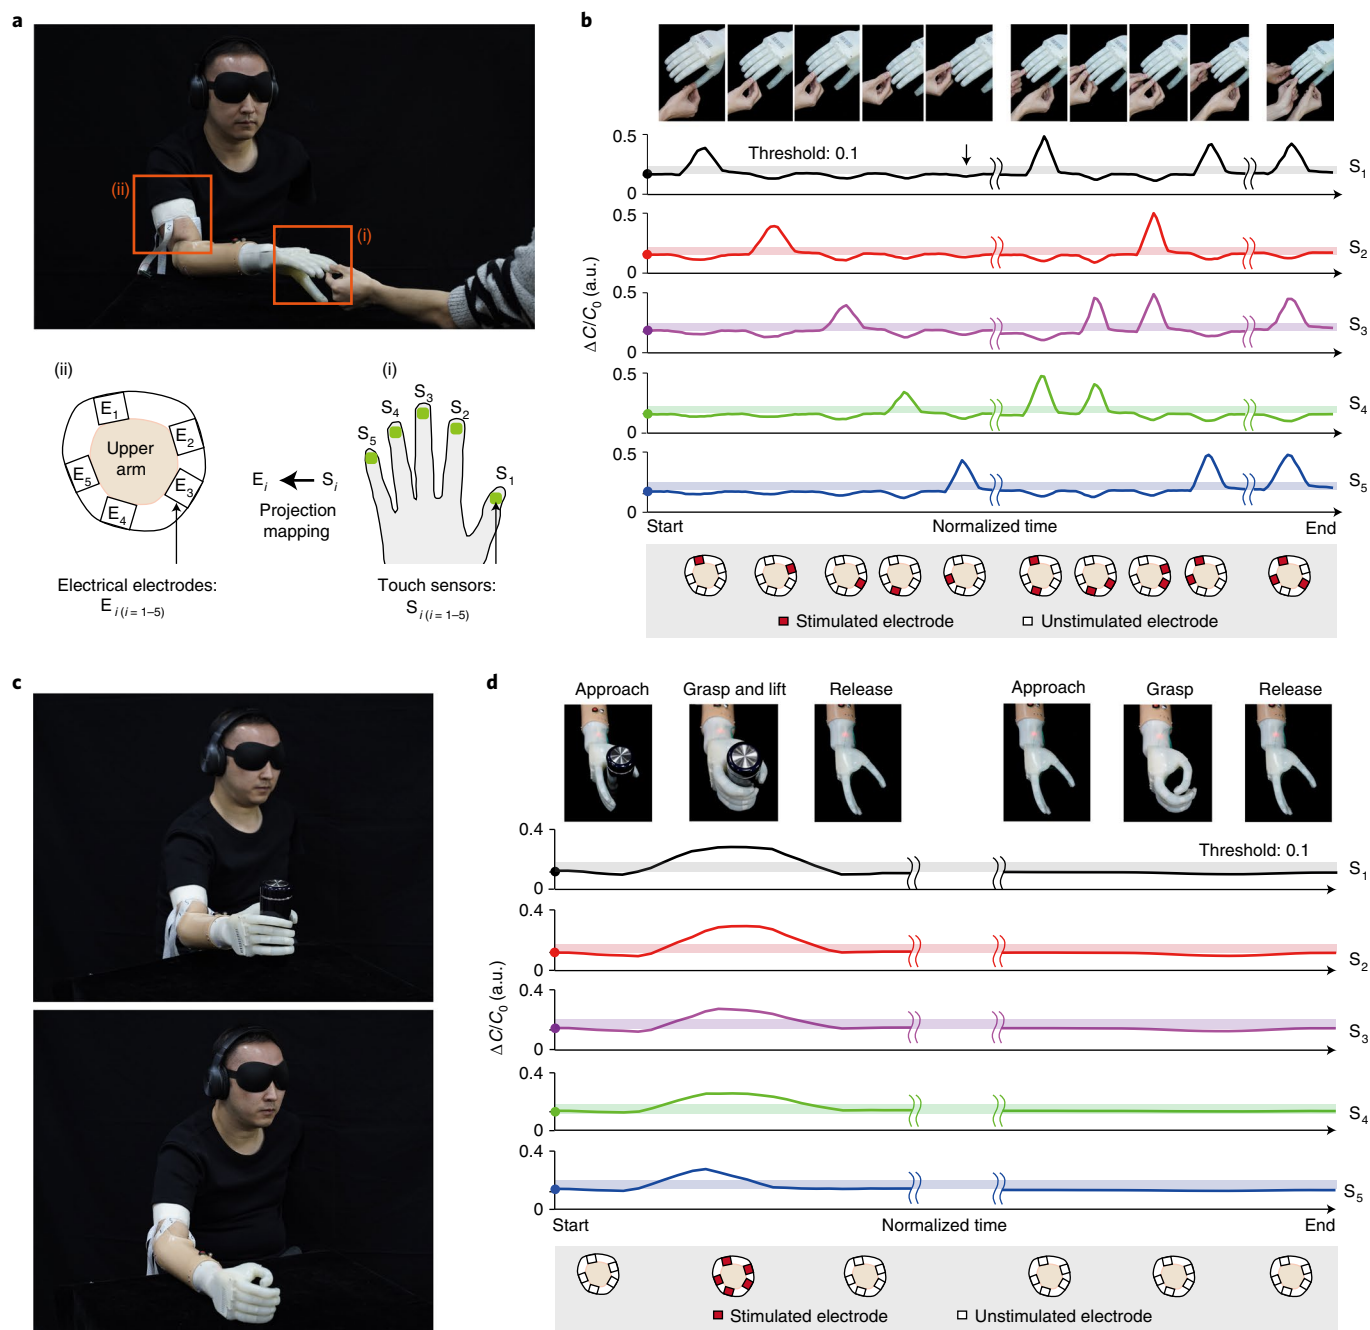 a
(ii)
(i)
(ii)
E1
E2
E3
E4
E5
Upper
arm
Ei ← Si
Projection
mapping
(i)
S1
S2
S3
S4
S5
Electrical electrodes:
E i (i = 1–5)
Touch sensors:
S i (i = 1–5)
b
0.5
0
Threshold: 0.1
S1
0.5
0
S2
0.5
0
S3
0.5
0
S4
0.5
0
S5
ΔC/C0 (a.u.)
Start
Normalized time
End
Stimulated electrode
Unstimulated electrode
c
d
Approach
Grasp and lift
Release
Approach
Grasp
Release
0.4
0
Threshold: 0.1
S1
0.4
0
S2
0.4
0
S3
0.4
0
S4
0.4
0
S5
ΔC/C0 (a.u.)
Start
Normalized time
End
Stimulated electrode
Unstimulated electrode